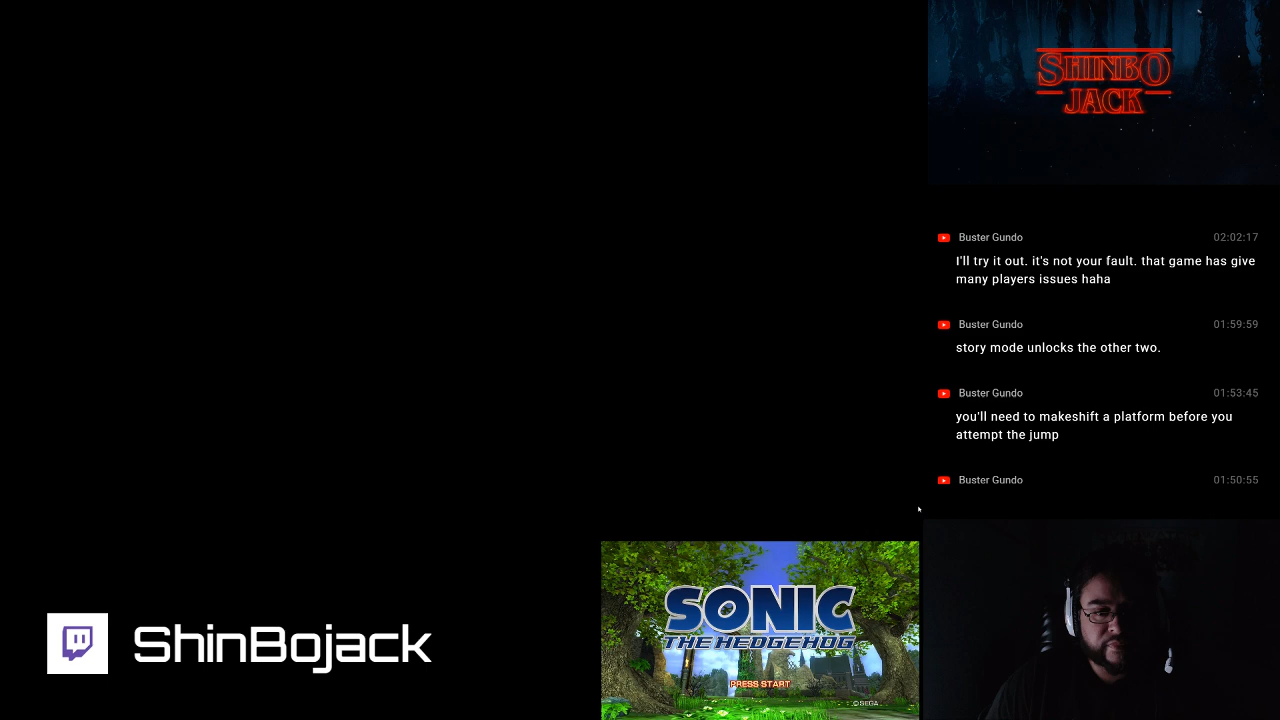 SHINBO
JACK
Buster Gundo 02:02:17
I'll try it out. it's not your fault. that game has give
many players issues haha
Buster Gundo 01:59:59
story mode unlocks the other two.
Buster Gundo 01:53:45
you'll need to makeshift a platform before you
attempt the jump
Buster Gundo 01:50:55
SONIC
THE HEDGEHOG
PRESS START
©SEGA
ShinBojack